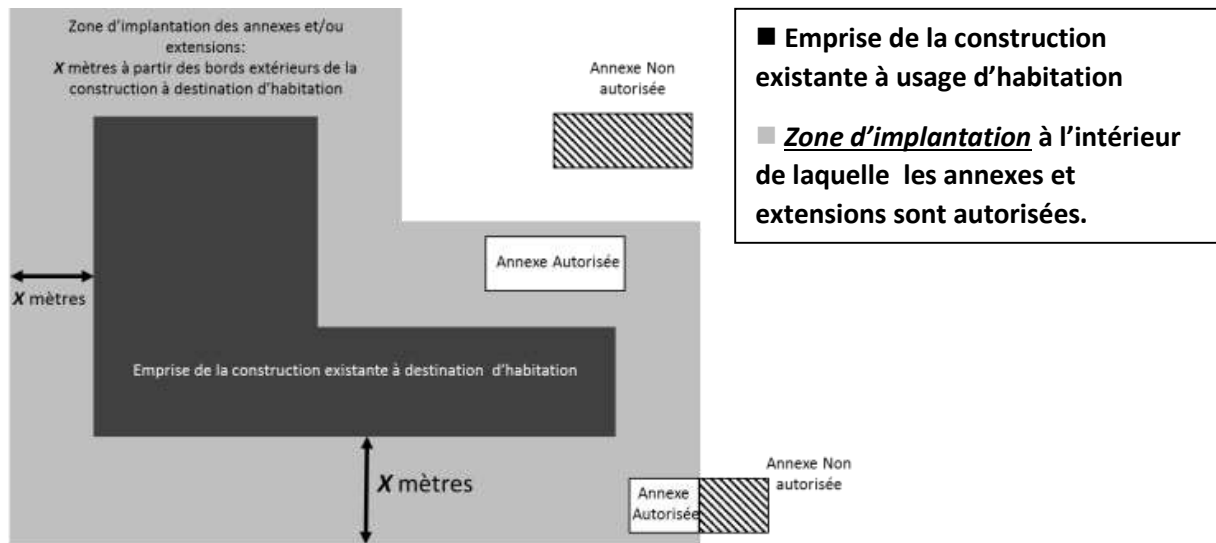 Zone d'implantation des annexes et/ou
extensions:
X mètres à partir des bords extérieurs de la
construction à destination d'habitation
Annexe Non
autorisée
■ Emprise de la construction
existante à usage d'habitation
■ Zone d'implantation à l'intérieur
de laquelle les annexes et
extensions sont autorisées.
Annexe Autorisée
X mètres
Emprise de la construction existante à destination d'habitation
X mètres
Annexe Non
autorisée
Annexe
Autorisée